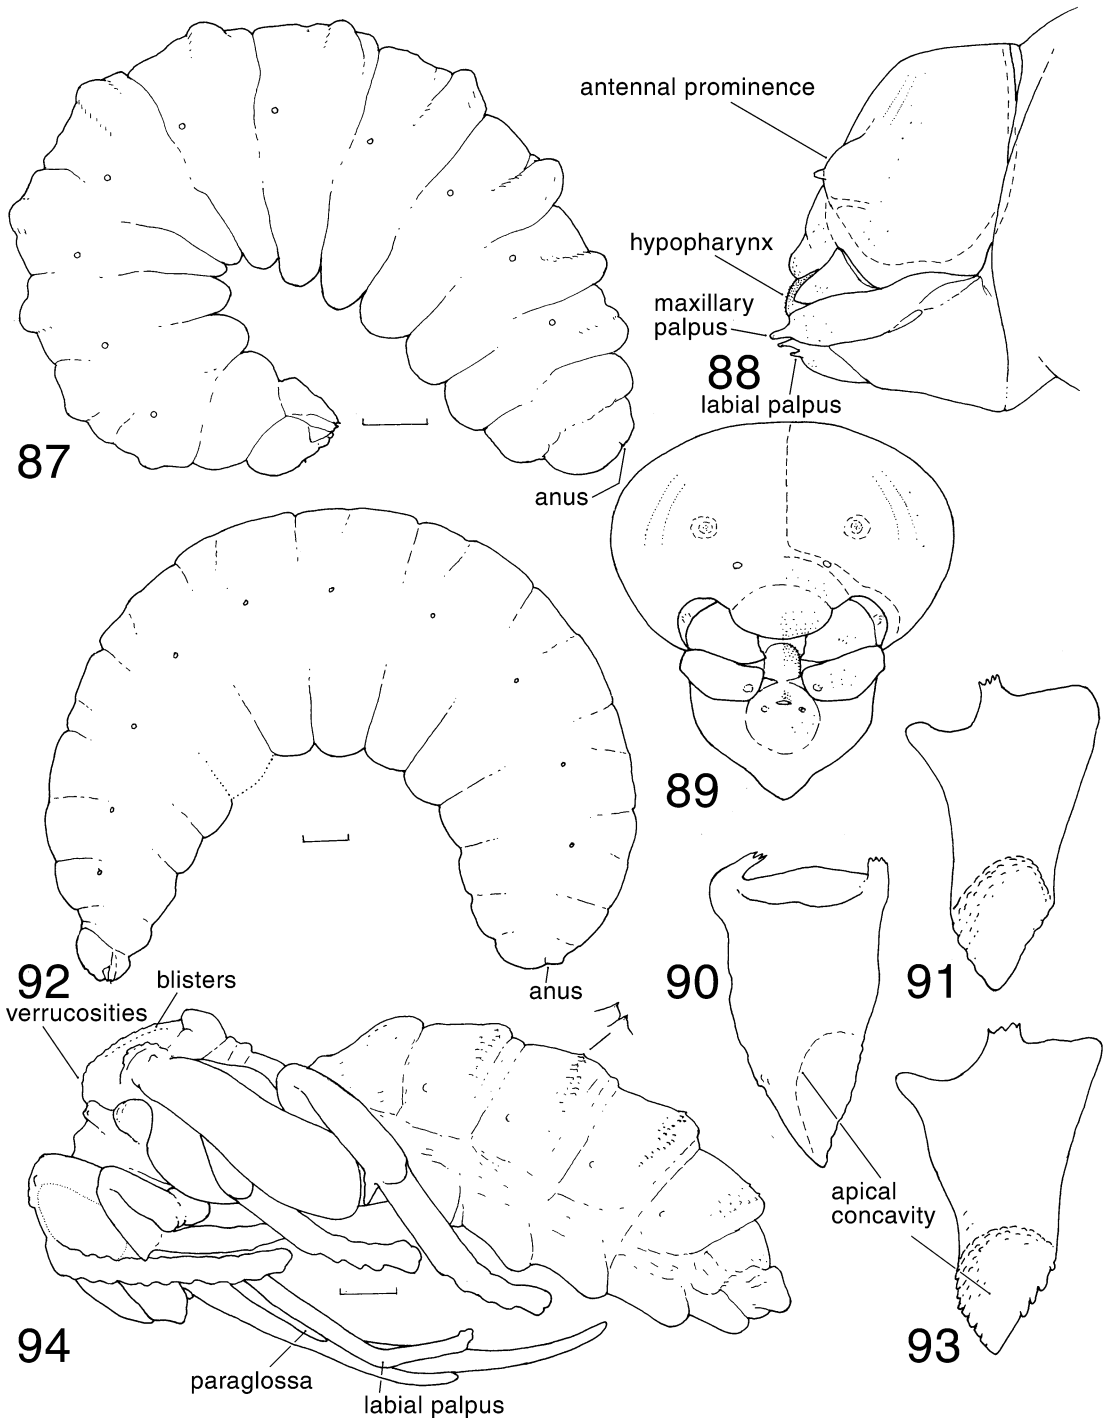 antennal prominence
hypopharynx
maxillary
palpus
88
labial palpus
87
anus
89
92
blisters
verrucosities
anus
90
91
apical
concavity
94
paraglossa
labial palpus
93